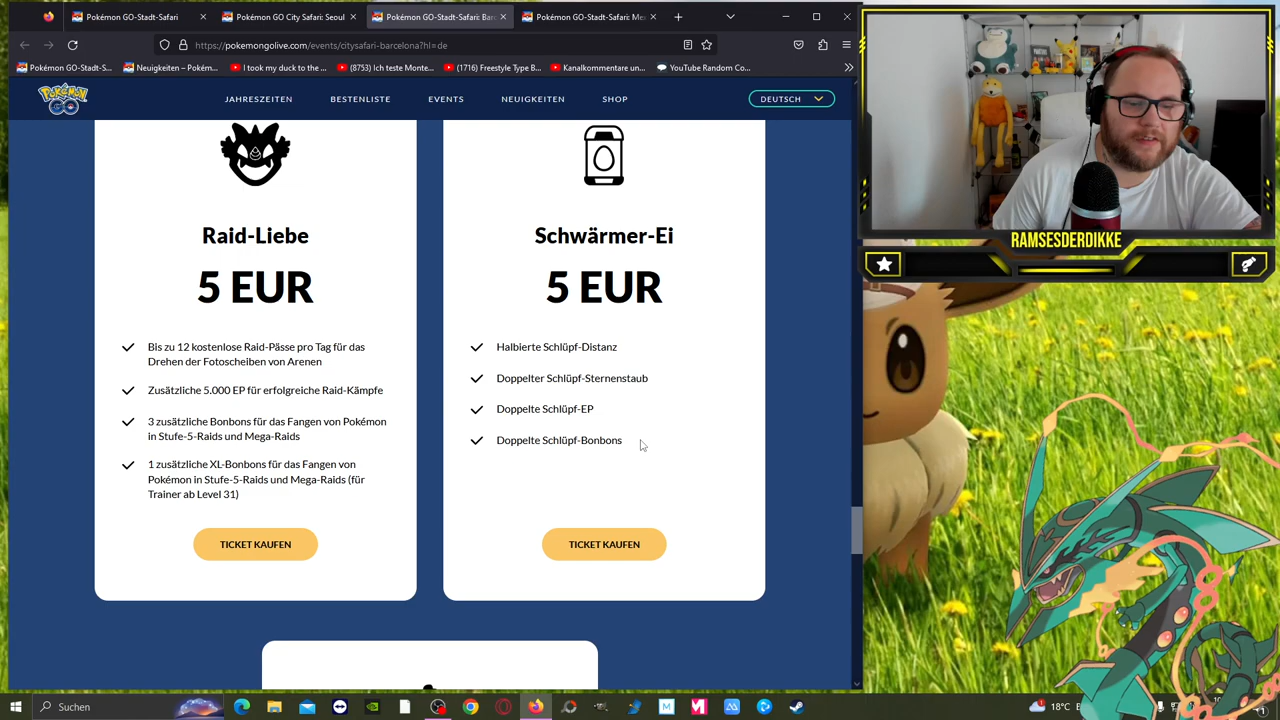 Pokémon GO-Stadt-Safari
Pokémon GO City Safari: Seoul
Pokémon GO-Stadt-Safari: Barc
Pokémon GO-Stadt-Safari: Me
https://pokemongolive.com/events/citysafari-barcelona?hl=de
Pokémon GO-Stadt-S...
Neuigkeiten – Pokém...
I took my duck to the ...
(8753) Ich teste Monte...
(1716) Freestyle Type B...
Kanalkommentare un...
YouTube Random Co...
POKÉMON GO
JAHRESZEITEN
BESTENLISTE
EVENTS
NEUIGKEITEN
SHOP
DEUTSCH
Raid-Liebe
5 EUR
Bis zu 12 kostenlose Raid-Pässe pro Tag für das
Drehen der Fotoscheiben von Arenen
Zusätzliche 5.000 EP für erfolgreiche Raid-Kämpfe
3 zusätzliche Bonbons für das Fangen von Pokémon
in Stufe-5-Raids und Mega-Raids
1 zusätzliche XL-Bonbons für das Fangen von
Pokémon in Stufe-5-Raids und Mega-Raids (für
Trainer ab Level 31)
TICKET KAUFEN
Schwärmer-Ei
5 EUR
Halbierte Schlüpf-Distanz
Doppelter Schlüpf-Sternenstaub
Doppelte Schlüpf-EP
Doppelte Schlüpf-Bonbons
TICKET KAUFEN
RAMSESDERDIKKE
Suchen
18°C